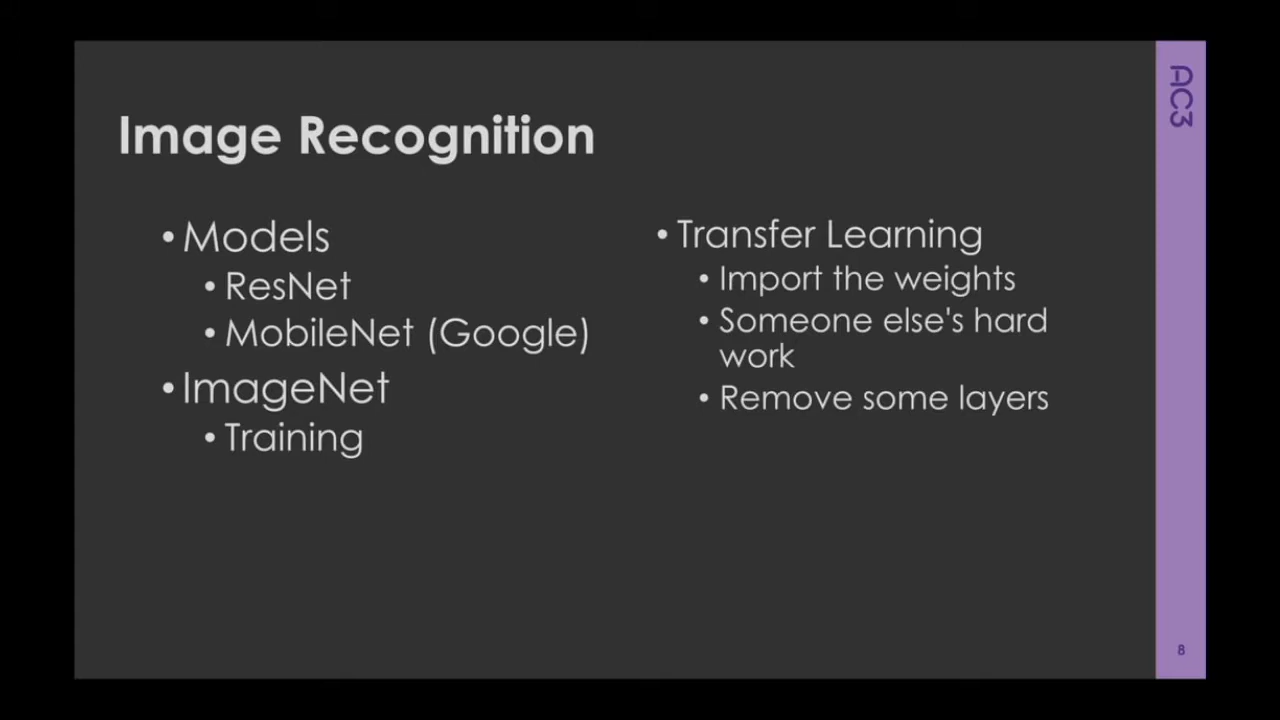 Image Recognition
•Models
•ResNet
•MobileNet (Google)
•ImageNet
•Training
•Transfer Learning
•Import the weights
•Someone else's hard
work
•Remove some layers
AC3
8